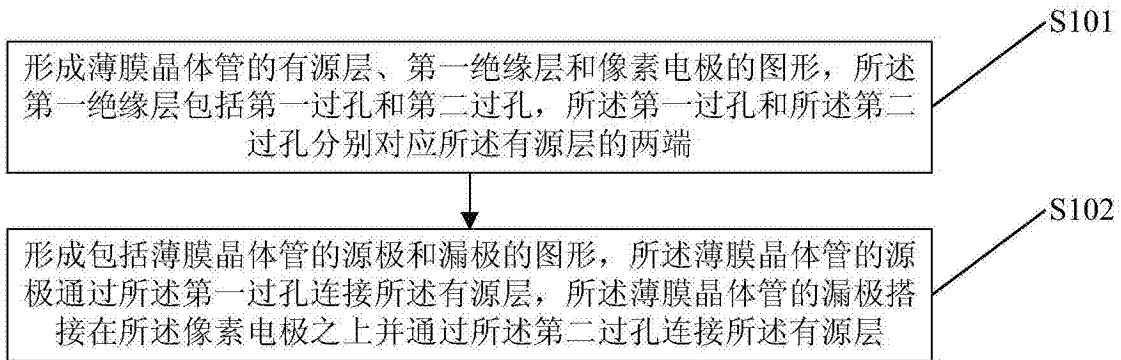 S101
形成薄膜晶体管的有源层、第一绝缘层和像素电极的图形，所述
第一绝缘层包括第一过孔和第二过孔，所述第一过孔和所述第二
过孔分别对应所述有源层的两端
S102
形成包括薄膜晶体管的源极和漏极的图形，所述薄膜晶体管的源
极通过所述第一过孔连接所述有源层，所述薄膜晶体管的漏极搭
接在所述像素电极之上并通过所述第二过孔连接所述有源层